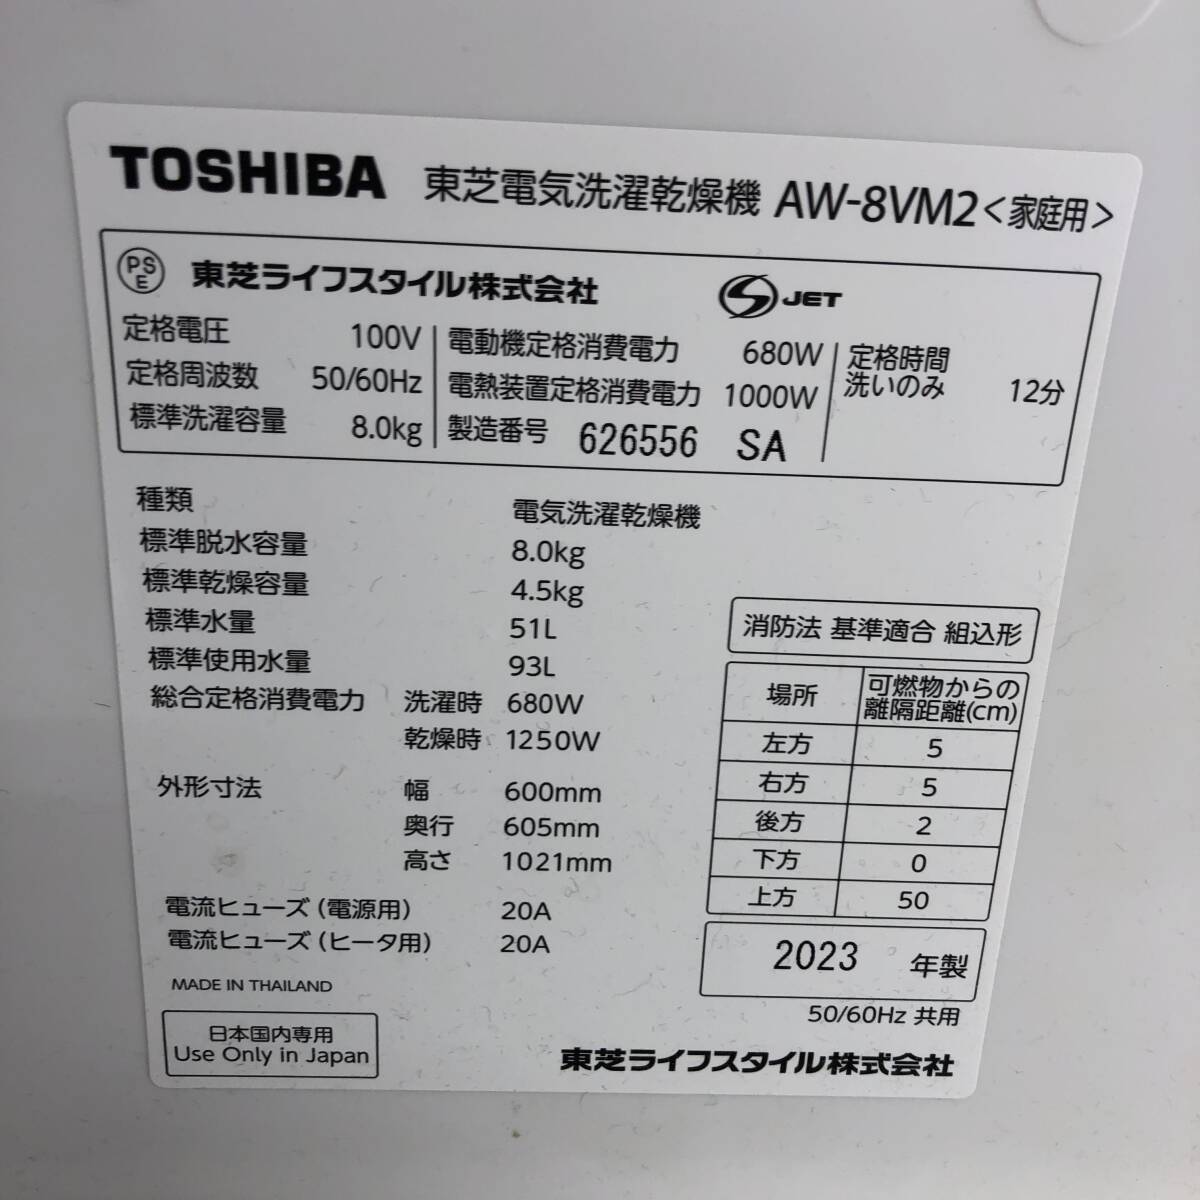 TOSHIBA 東芝電気洗濯乾燥機 AW-8VM2<家庭用>
PSE 東芝ライフスタイル株式会社 S JET
定格電圧 100V
定格周波数 50/60Hz
標準洗濯容量 8.0kg
電動機定格消費電力 680W
電熱装置定格消費電力 1000W
製造番号 626556 SA
定格時間
洗いのみ 12分
種類 電気洗濯乾燥機
標準脱水容量 8.0kg
標準乾燥容量 4.5kg
標準水量 51L
標準使用水量 93L
総合定格消費電力 洗濯時 680W
乾燥時 1250W
外形寸法 幅 600mm
奥行 605mm
高さ 1021mm
電流ヒューズ(電源用) 20A
電流ヒューズ(ヒータ用) 20A
MADE IN THAILAND
日本国内専用
Use Only in Japan
消防法 基準適合 組込形
場所 可燃物からの
離隔距離(cm)
左方 5
右方 5
後方 2
下方 0
上方 50
2023 年製
50/60Hz 共用
東芝ライフスタイル株式会社